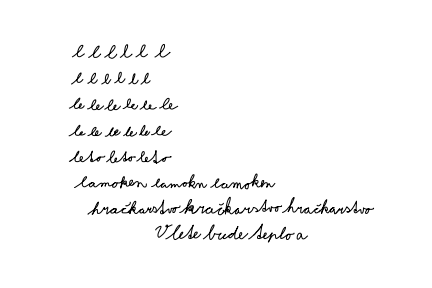 l l l l l l
l l l l l l
le le le le le le
le le le le le le
leto leto leto
lamoken lamokn lamoken
hračkarstvo hračkarstvo hračkarstvo
V lete bude teplo a